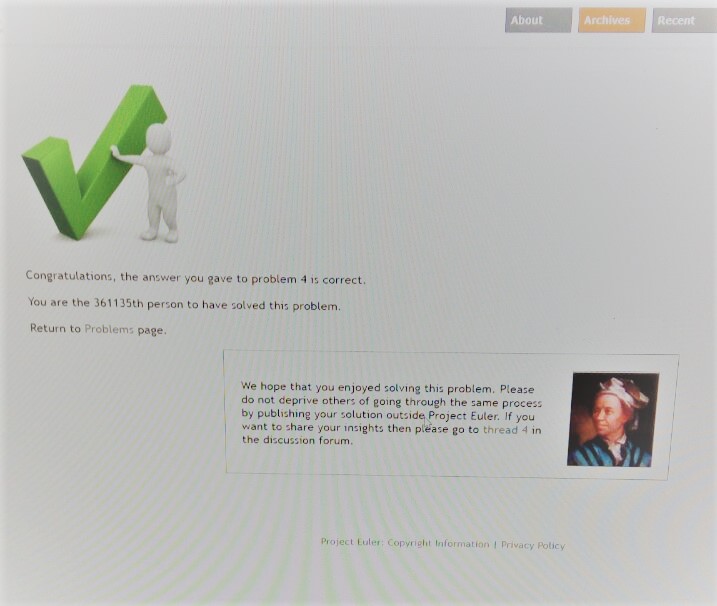 About Archives Recent
Congratulations, the answer you gave to problem 4 is correct.
You are the 361135th person to have solved this problem.
Return to Problems page.
We hope that you enjoyed solving this problem. Please
do not deprive others of going through the same process
by publishing your solution outside Project Euler. If you
want to share your insights then please go to thread 4 in
the discussion forum.
Project Euler: Copyright Information | Privacy Policy